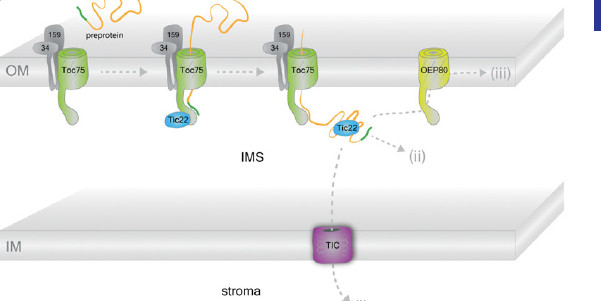 159
159
159
preprotein
34
34
34
OM
Toc75
Toc75
Toc75
OEP80
(iii)
Tic22
Tic22
IMS
(ii)
IM
TIC
stroma